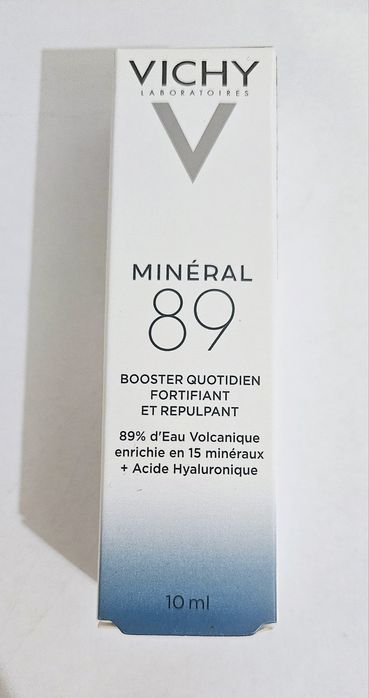 VICHY
LABORATOIRES
V
MINÉRAL
89
BOOSTER QUOTIDIEN
FORTIFIANT
ET REPULPANT
89% d'Eau Volcanique
enrichie en 15 minéraux
+ Acide Hyaluronique
10 ml